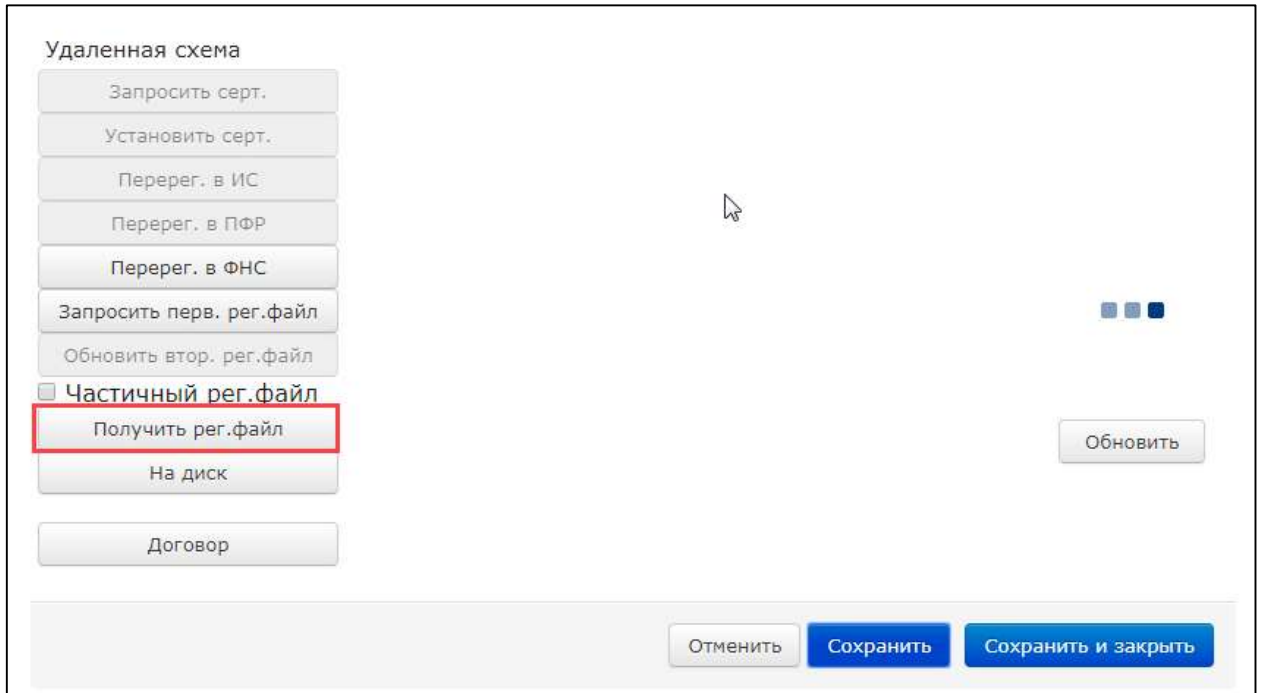 Удаленная схема
Запросить серт.
Установить серт.
Перерег. в ИС
Перерег. в ПФР
Перерег. в ФНС
Запросить перв. рег.файл
Обновить втор. рег.файл
Частичный рег.файл
Получить рег.файл
Обновить
На диск
Договор
Отменить Сохранить Сохранить и закрыть